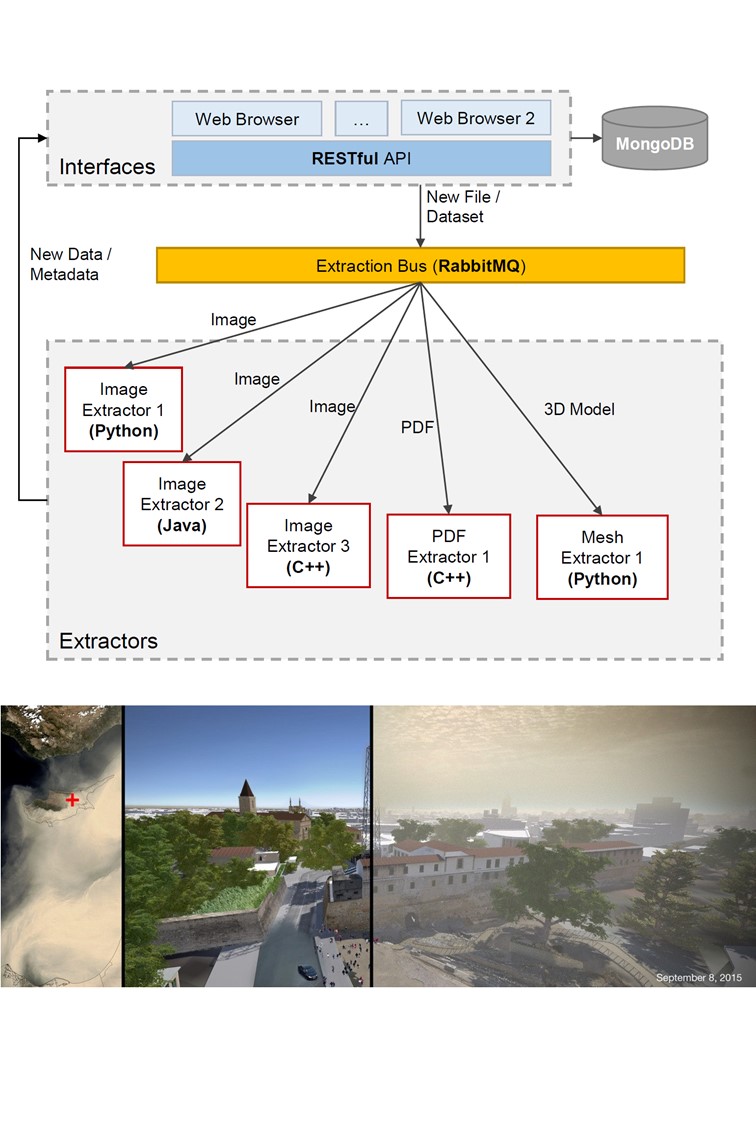 Web Browser
…
Web Browser 2
RESTful API
Interfaces
MongoDB
New File /
Dataset
New Data /
Metadata
Extraction Bus (RabbitMQ)
Image
Image
Image
PDF
3D Model
Image
Extractor 1
(Python)
Image
Extractor 2
(Java)
Image
Extractor 3
(C++)
PDF
Extractor 1
(C++)
Mesh
Extractor 1
(Python)
Extractors
September 8, 2015